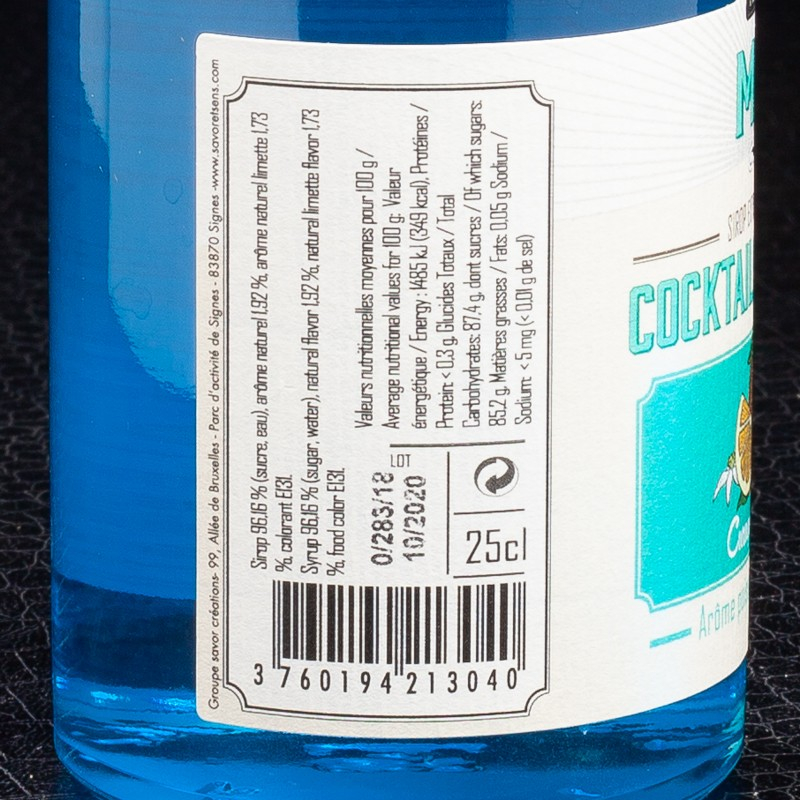 Groupe savor créations- 99, Allée de Bruxelles - Parc d'activité de Signes - 83870 Signes -www.savoretsens.com
Sirop 96,16 % (sucre, eau), arôme naturel 1,92 %, arôme naturel limette 1,73
%, colorant E131.
Syrup 96,16 % (sugar, water), natural flavor 1,92 %, natural limette flavor 1,73
%, food color E131.
Valeurs nutritionnelles moyennes pour 100 g /
Average nutritional values for 100 g: Valeur
énergétique / Energy : 1485 kJ (349 kcal), Protéines /
Protein: < 0.3 g, Glucides Totaux / Total
Carbohydrates: 87,4 g, dont sucres / Of which sugars:
85,2 g, Matières grasses / Fats: 0.05 g Sodium /
Sodium: < 5 mg (< 0.01 g de sel)
LOT
0/283/18
10/2020
25cl
3 760194 213040
M
SIROP
COCKTAIL
Arôme